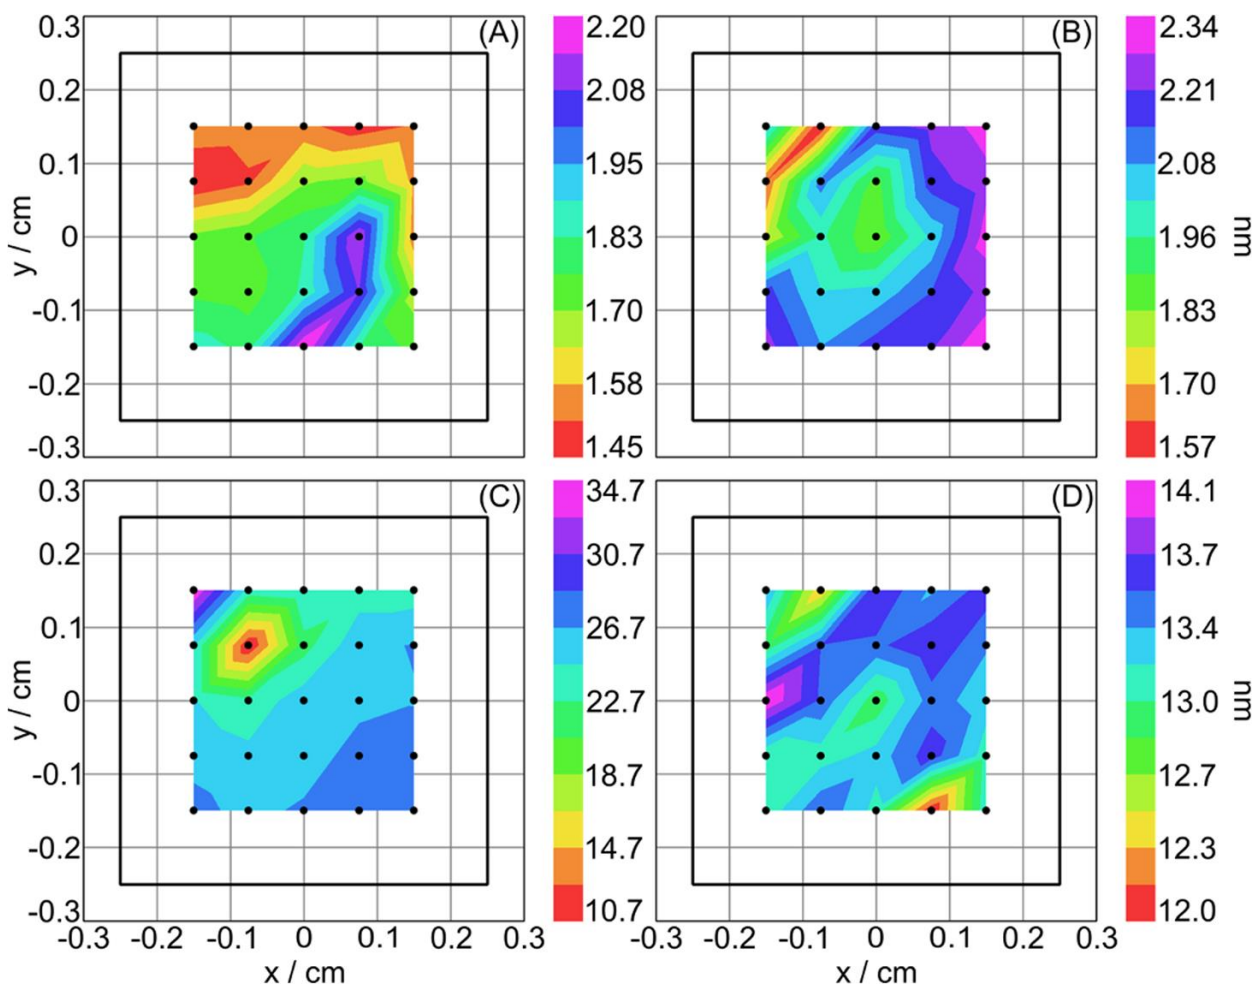 0.3 (A) 2.20 (B) 2.34
0.2 2.08 2.21
0.1 1.95 2.08
y / cm 0 1.83 1.96 nm
-0.1 1.70 1.83
-0.2 1.58 1.70
-0.3 1.45 1.57
0.3 (C) 34.7 (D) 14.1
0.2 30.7 13.7
0.1 26.7 13.4
y / cm 0 22.7 13.0 nm
-0.1 18.7 12.7
-0.2 14.7 12.3
-0.3 10.7 12.0
-0.3 -0.2 -0.1 0 0.1 0.2 0.3 -0.3 -0.2 -0.1 0 0.1 0.2 0.3
x / cm x / cm